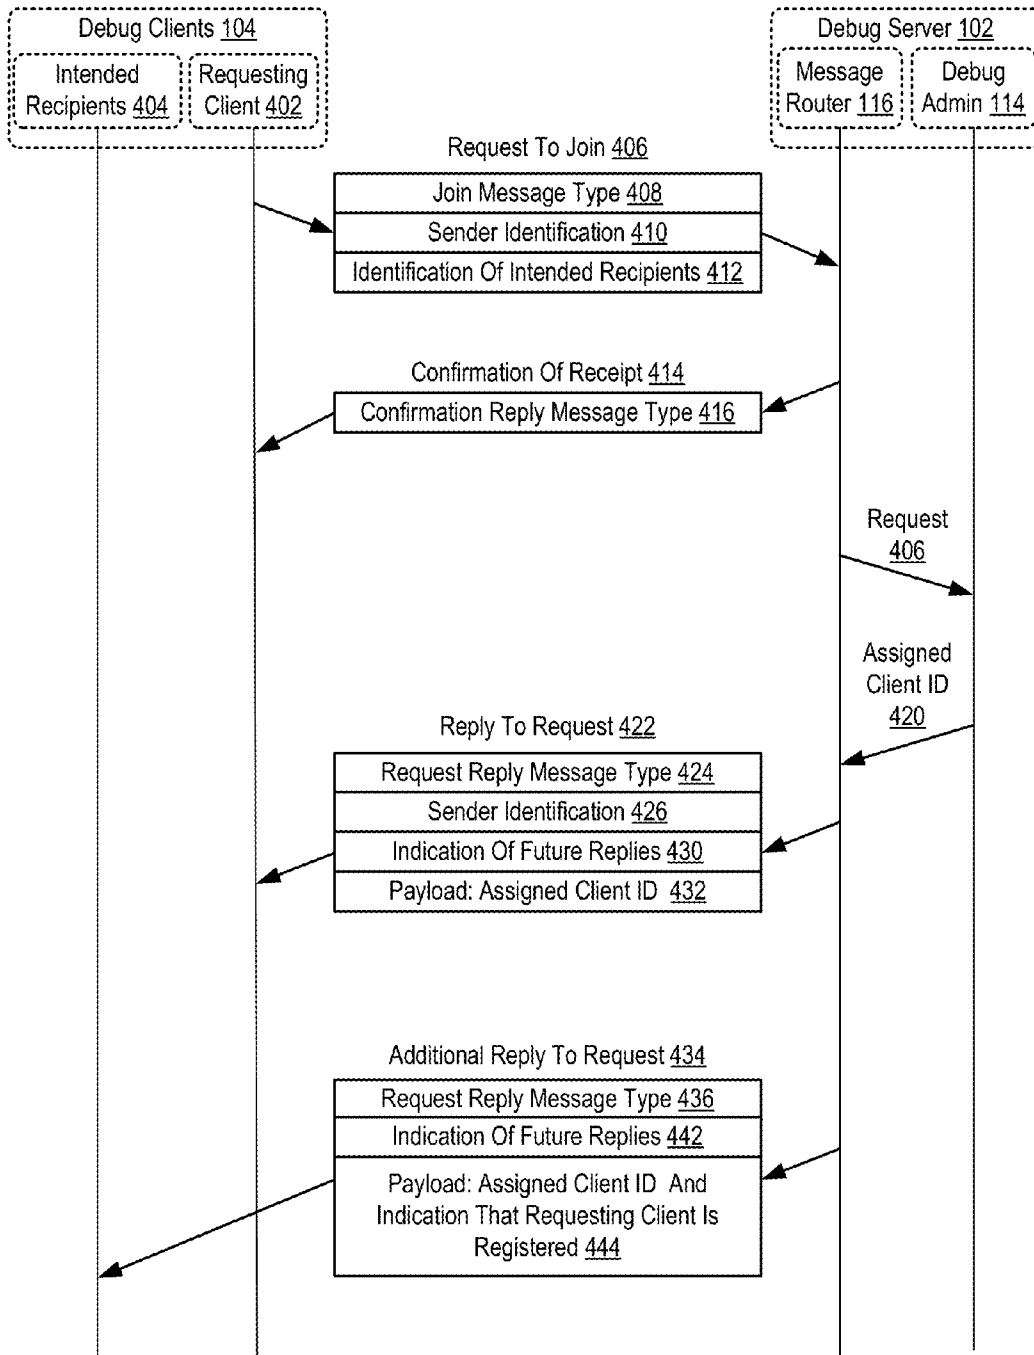 Debug Clients 104
Debug Server 102
Intended
Recipients 404
Requesting
Client 402
Message
Router 116
Debug
Admin 114
Request To Join 406
Join Message Type 408
Sender Identification 410
Identification Of Intended Recipients 412
Confirmation Of Receipt 414
Confirmation Reply Message Type 416
Request
406
Assigned
Client ID
420
Reply To Request 422
Request Reply Message Type 424
Sender Identification 426
Indication Of Future Replies 430
Payload: Assigned Client ID 432
Additional Reply To Request 434
Request Reply Message Type 436
Indication Of Future Replies 442
Payload: Assigned Client ID And
Indication That Requesting Client Is
Registered 444